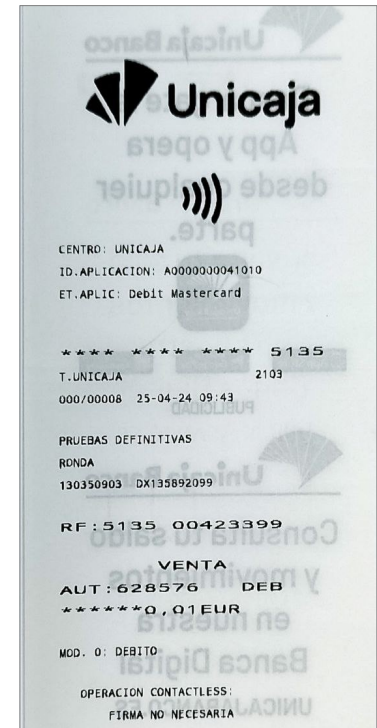 Unicaja
CENTRO: UNICAJA
ID.APLICACION: A0000000041010
ET.APLIC: Debit Mastercard
**** **** **** 5135
T.UNICAJA 2103
000/00008 25-04-24 09:43
PRUEBAS DEFINITIVAS
RONDA
130350903 DX135892099
RF:5135 00423399
VENTA
AUT:628576 DEB
******0,01EUR
MOD. O: DEBITO
OPERACION CONTACTLESS:
FIRMA NO NECESARIA